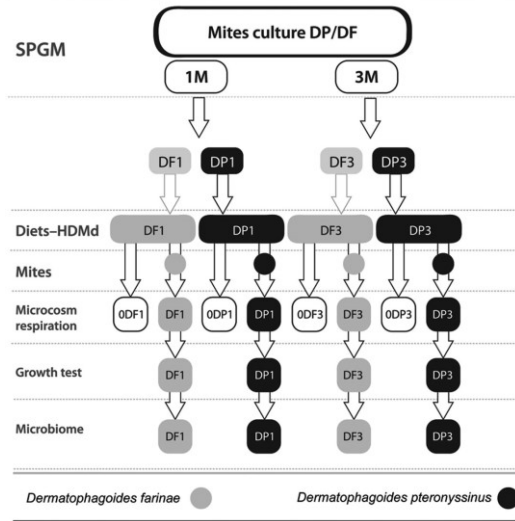 Mites culture DP/DF
SPGM
1M 3M
DF1 DP1 DF3 DP3
Diets–HDMd DF1 DP1 DF3 DP3
Mites
Microcosm
respiration
0DF1 DF1 0DP1 DP1 0DF3 DF3 0DP3 DP3
Growth test DF1 DP1 DF3 DP3
Microbiome DF1 DP1 DF3 DP3
Dermatophagoides farinae Dermatophagoides pteronyssinus